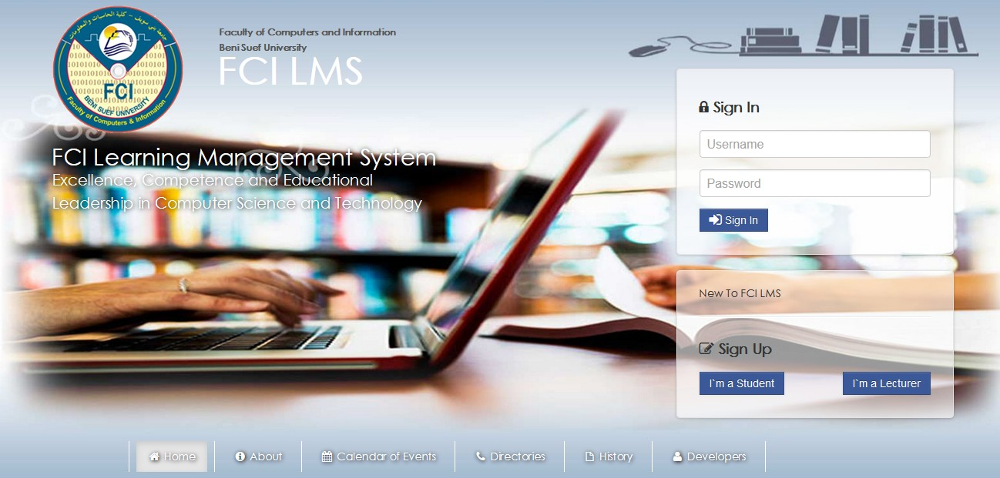 جامعة بني سويف - كلية الحاسبات والمعلومات
FCI
BENI SUEF UNIVERSITY
Faculty of Computers & Information
Faculty of Computers and Information
Beni Suef University
FCI LMS
FCI Learning Management System
Excellence, Competence and Educational
Leadership in Computer Science and Technology
Sign In
Username
Password
Sign In
New To FCI LMS
Sign Up
I`m a Student
I`m a Lecturer
Home
About
Calendar of Events
Directories
History
Developers